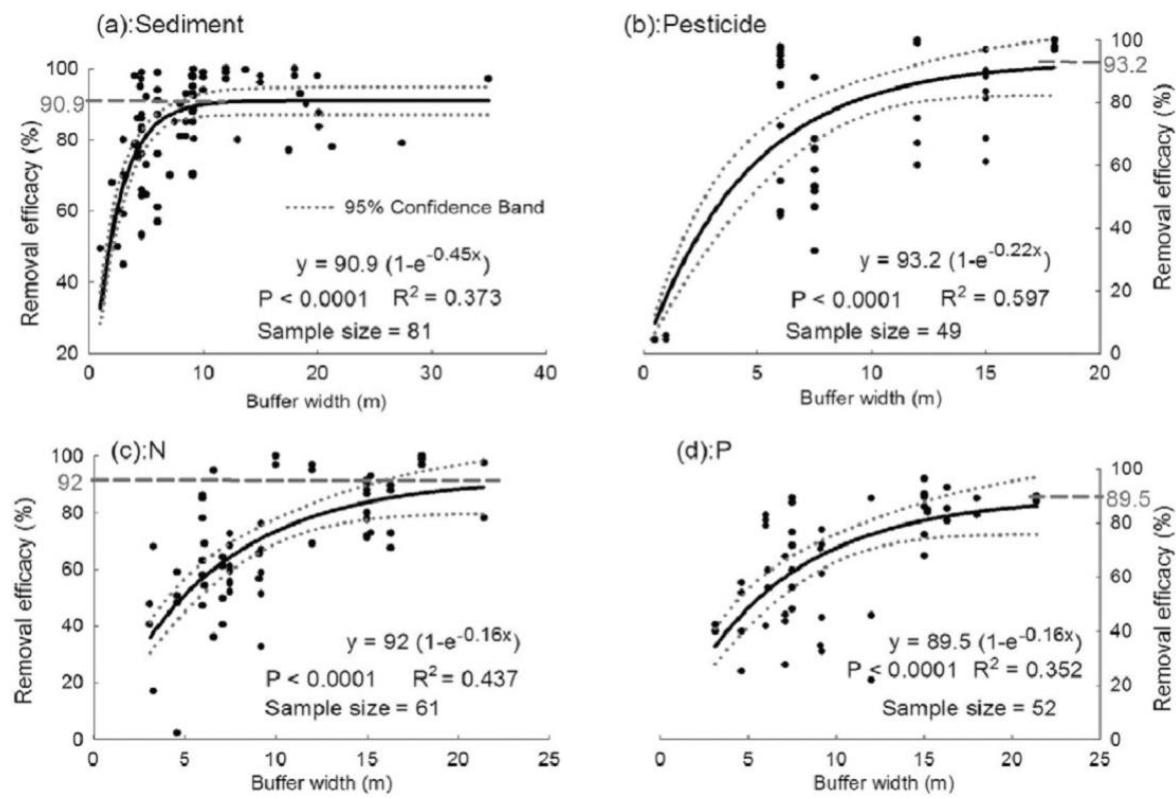 (a):Sediment
100
90.9
80
60
40
20
Removal efficacy (%)
95% Confidence Band
y = 90.9 (1-e^-0.45x)
P < 0.0001 R² = 0.373
Sample size = 81
0 10 20 30 40
Buffer width (m)
(b):Pesticide
100
93.2
80
60
40
20
0
Removal efficacy (%)
y = 93.2 (1-e^-0.22x)
P < 0.0001 R² = 0.597
Sample size = 49
0 5 10 15 20
Buffer width (m)
(c):N
100
92
80
60
40
20
0
Removal efficacy (%)
y = 92 (1-e^-0.16x)
P < 0.0001 R² = 0.437
Sample size = 61
0 5 10 15 20 25
Buffer width (m)
(d):P
100
89.5
80
60
40
20
0
Removal efficacy (%)
y = 89.5 (1-e^-0.16x)
P < 0.0001 R² = 0.352
Sample size = 52
0 5 10 15 20 25
Buffer width (m)